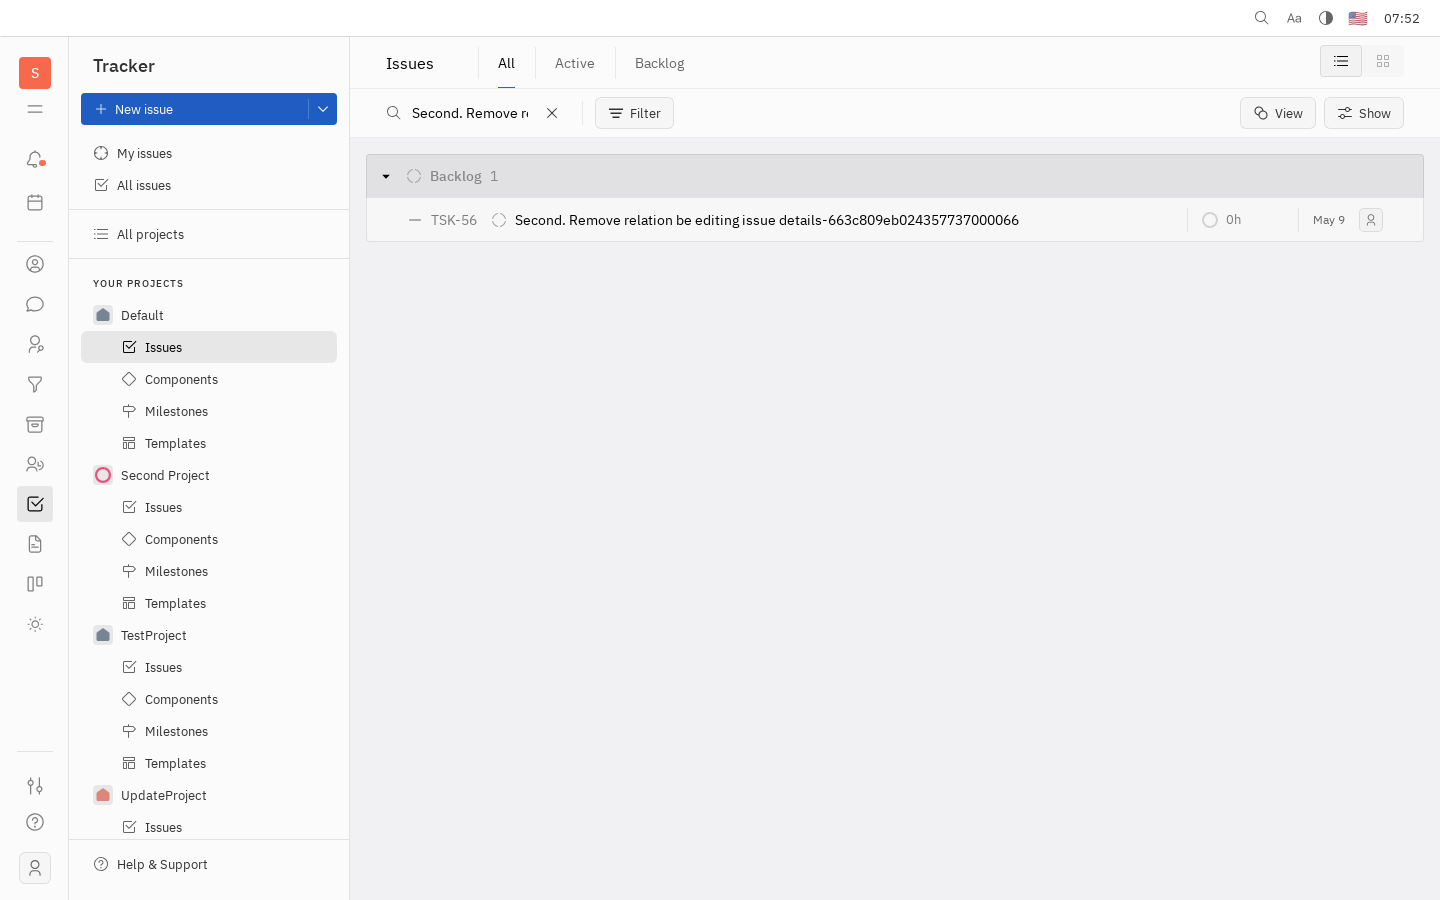 Aa
07:52
S
Tracker
New issue
My issues
All issues
All projects
YOUR PROJECTS
Default
Issues
Components
Milestones
Templates
Second Project
Issues
Components
Milestones
Templates
TestProject
Issues
Components
Milestones
Templates
UpdateProject
Issues
Help & Support
Issues
All
Active
Backlog
Second. Remove re
Filter
View
Show
Backlog 1
TSK-56 Second. Remove relation be editing issue details-663c809eb024357737000066 0h May 9